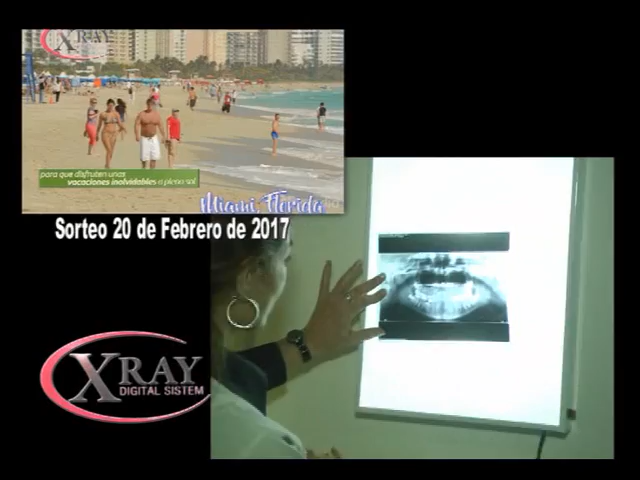 XRAY
para que disfruten unas
vacaciones inolvidables a pleno sol
Miami, Florida
Sorteo 20 de Febrero de 2017
XRAY
DIGITAL SISTEM